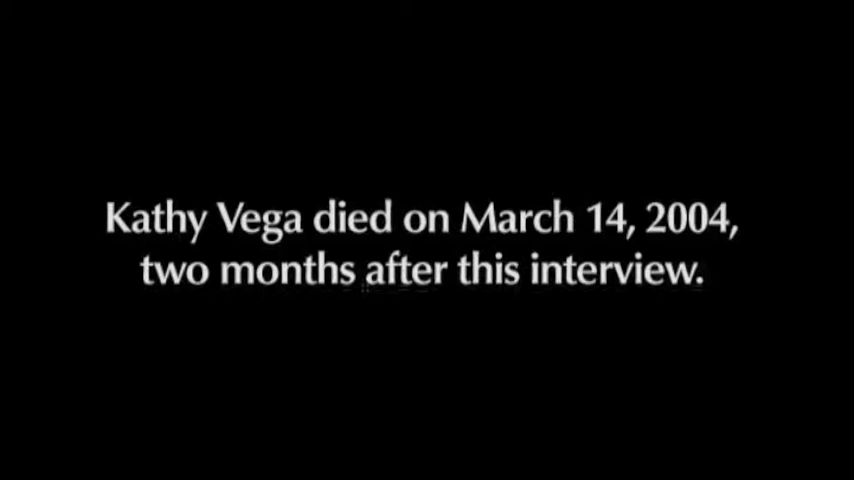 Kathy Vega died on March 14, 2004,
two months after this interview.